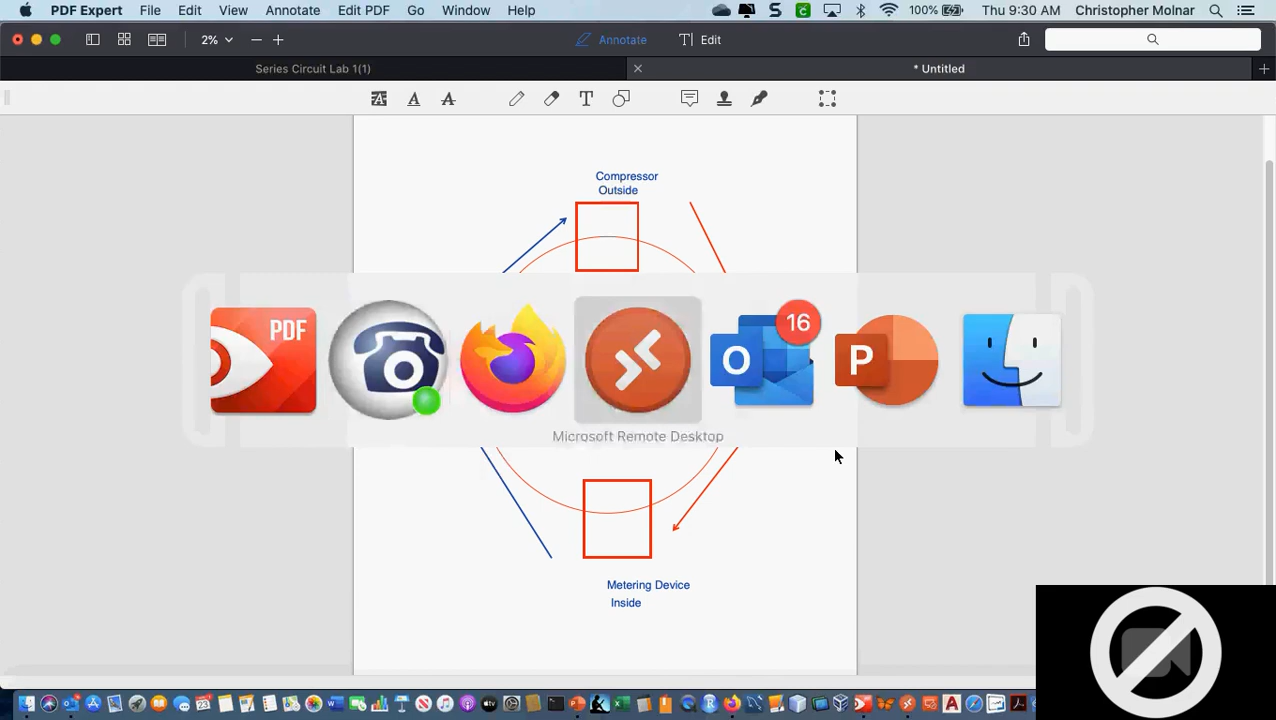 PDF Expert File Edit View Annotate Edit PDF Go Window Help 100% Thu 9:30 AM Christopher Molnar
2% Annotate Edit
Series Circuit Lab 1(1) * Untitled
Compressor
Outside
PDF
16
O
P
Microsoft Remote Desktop
Metering Device
Inside